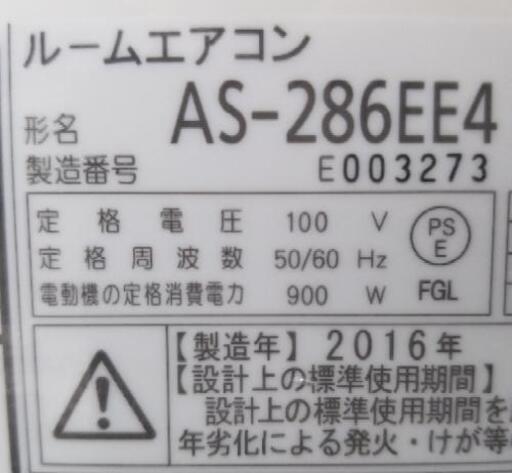 ルームエアコン
形名 AS-286EE4
製造番号 E003273
定格電圧 100 V
定格周波数 50/60 Hz
電動機の定格消費電力 900 W
PS
E
FGL
【製造年】2016年
【設計上の標準使用期間】
設計上の標準使用期間を
年劣化による発火・けが等